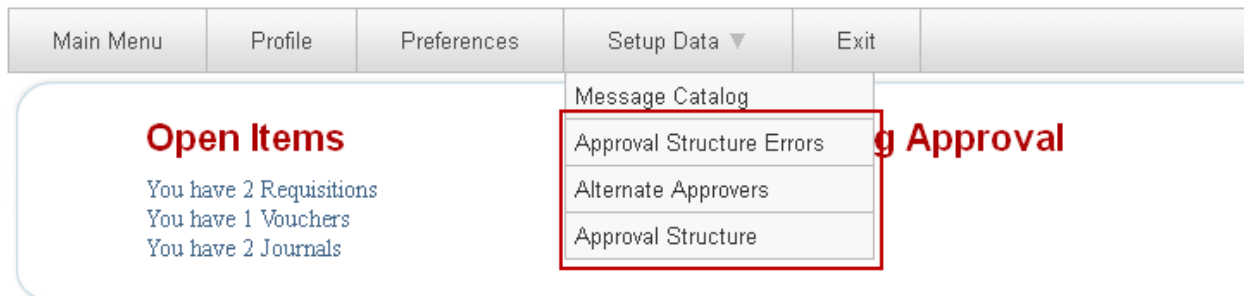 Main Menu Profile Preferences Setup Data ▼ Exit
Message Catalog
Open Items
Approval Structure Errors
g Approval
You have 2 Requisitions
Alternate Approvers
You have 1 Vouchers
Approval Structure
You have 2 Journals